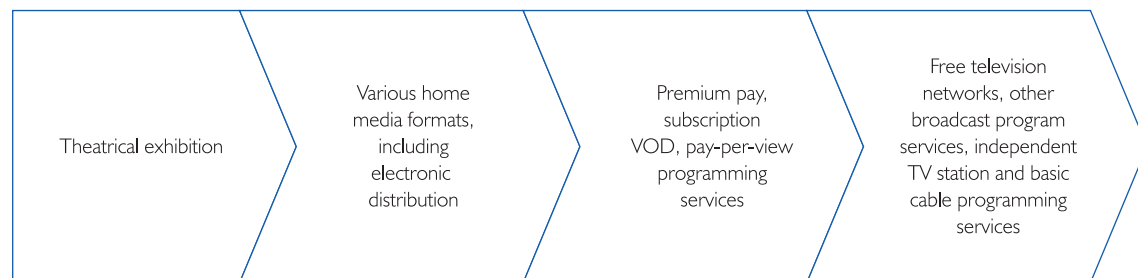 Theatrical exhibition
Various home
media formats,
including
electronic
distribution
Premium pay,
subscription
VOD, pay-per-view
programming
services
Free television
networks, other
broadcast program
services, independent
TV station and basic
cable programming
services